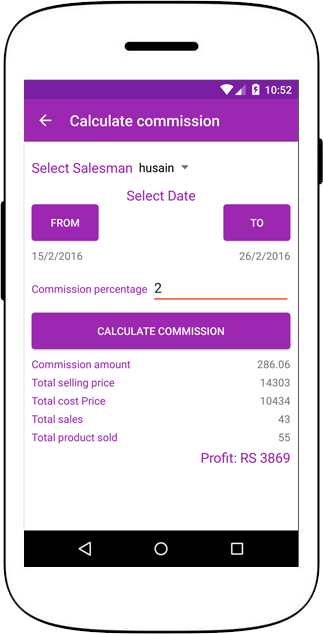 10:52
Calculate commission
Select Salesman husain
Select Date
FROM TO
15/2/2016 26/2/2016
Commission percentage 2
CALCULATE COMMISSION
Commission amount 286.06
Total selling price 14303
Total cost Price 10434
Total sales 43
Total product sold 55
Profit: RS 3869